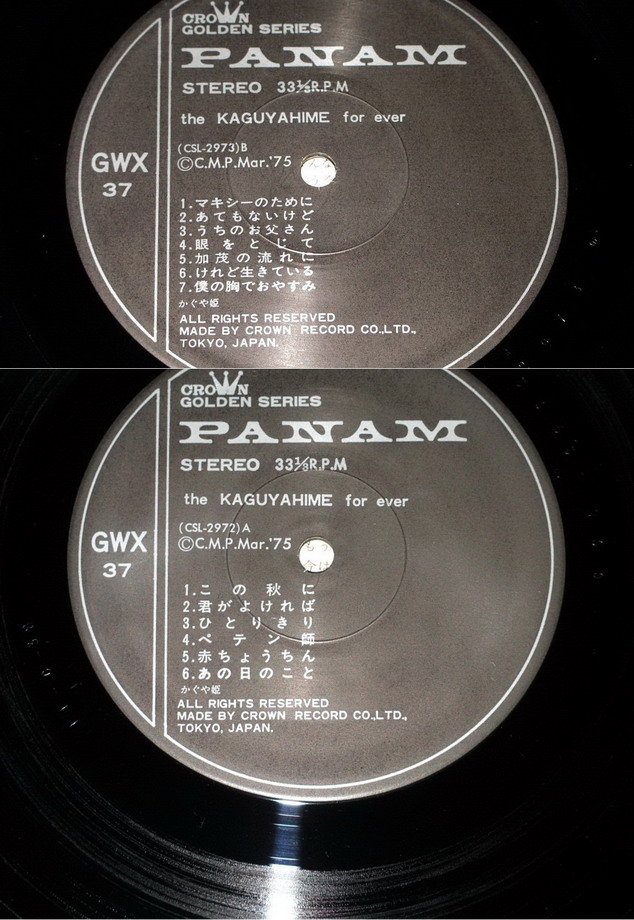 CROWN
GOLDEN SERIES
PANAM
STEREO 33⅓R.P.M
the KAGUYAHIME for ever
(CSL-2973)B
GWX
37
©C.M.P.Mar.'75
1.マキシーのために
2.あてもないけど
3.うちのお父さん
4.眼をとじて
5.加茂の流れに
6.けれど生きている
7.僕の胸でおやすみ
かぐや姫
ALL RIGHTS RESERVED
MADE BY CROWN RECORD CO.,LTD.,
TOKYO, JAPAN.
CROWN
GOLDEN SERIES
PANAM
STEREO 33⅓R.P.M
the KAGUYAHIME for ever
(CSL-2972)A
GWX
37
©C.M.P.Mar.'75
1.この秋に
2.君がよければ
3.ひとりきり
4.ペテン師
5.赤ちょうちん
6.あの日のこと
かぐや姫
ALL RIGHTS RESERVED
MADE BY CROWN RECORD CO.,LTD.,
TOKYO, JAPAN.